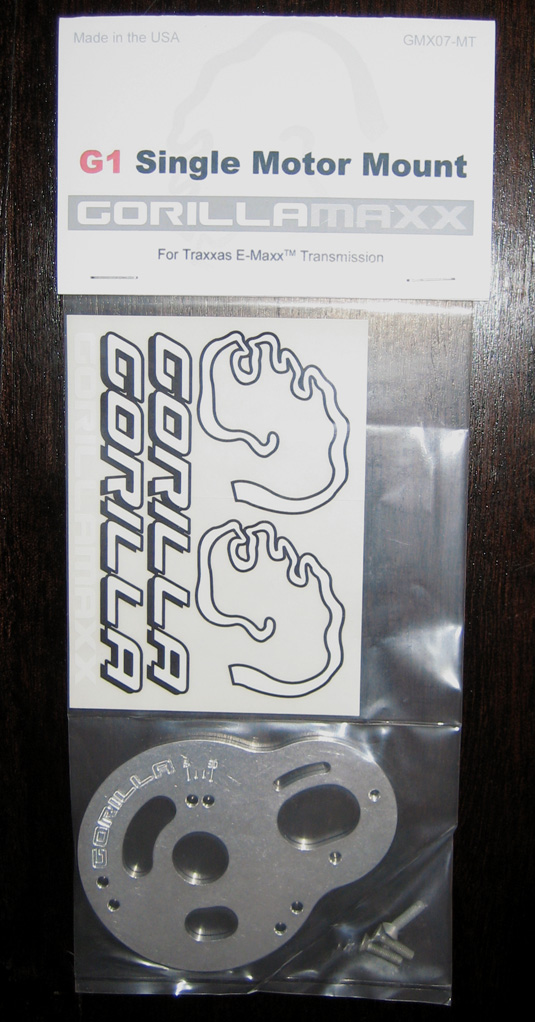 Made in the USA
GMX07-MT
G1 Single Motor Mount
GORILLAMAXX
For Traxxas E-Maxx™ Transmission
GORILLA
GORILLA
GORILLAMAXX
GORILLA